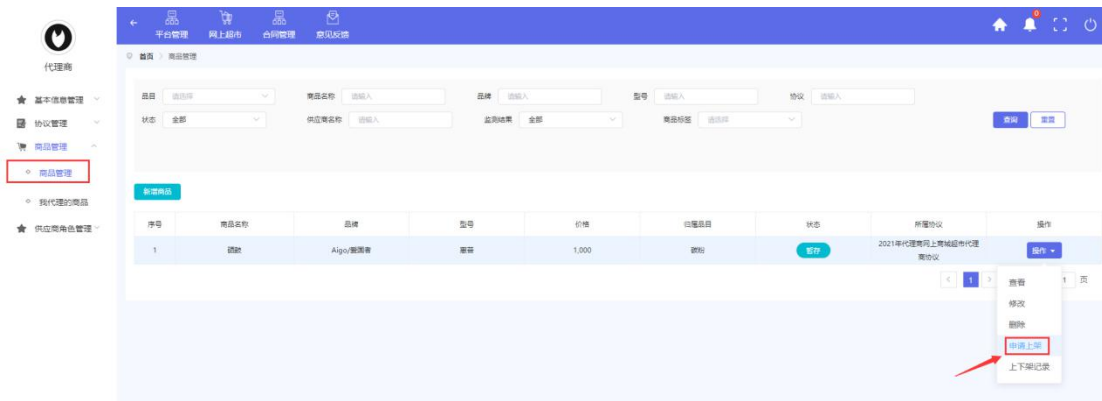 平台管理 网上超市 合同管理 意见反馈
0
代理商
首页 > 商品管理
基本信息管理
协议管理
商品管理
商品管理
我代理的商品
供应商角色管理
品目 请选择 商品名称 请输入 品牌 请输入 型号 请输入 协议 请输入
状态 全部 供应商名称 请输入 监测结果 全部 商品标签 请选择 查询 重置
新增商品
序号 商品名称 品牌 型号 价格 归属品目 状态 所属协议 操作
1 Aigo/爱国者 1,000 碳粉 暂存 2021年代理商网上商城超市代理商协议 操作
1 1 页
查看
修改
删除
申请上架
上下架记录